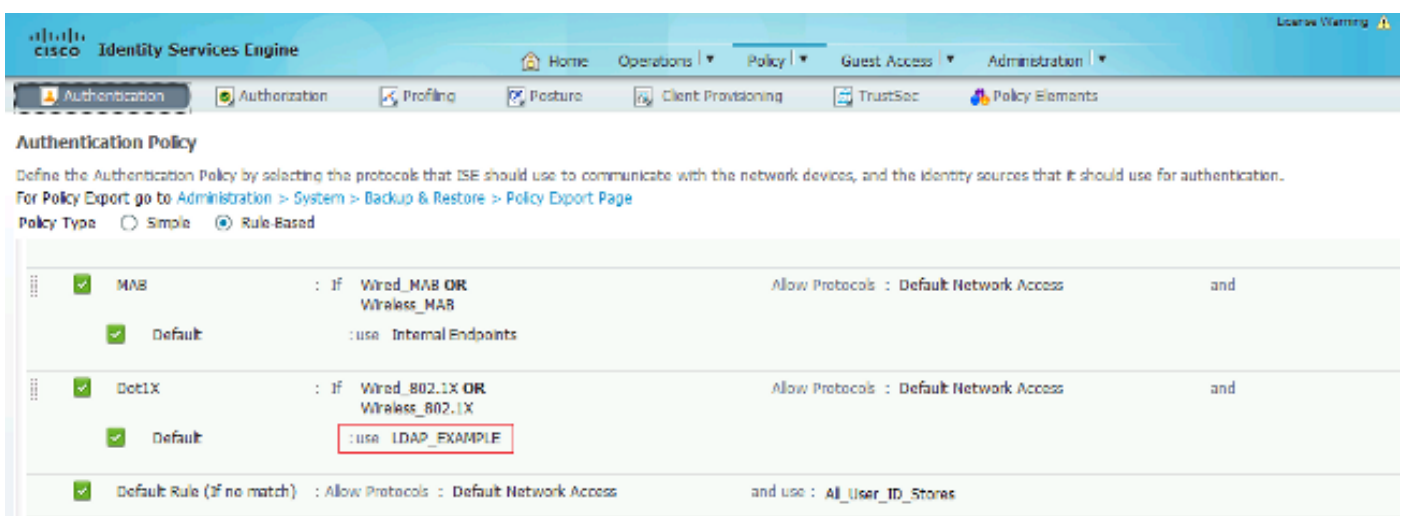 License Warning
CISCO Identity Services Engine
Home Operations Policy Guest Access Administration
Authentication Authorization Profiling Posture Client Provisioning TrustSec Policy Elements
Authentication Policy
Define the Authentication Policy by selecting the protocols that ISE should use to communicate with the network devices, and the identity sources that it should use for authentication.
For Policy Export go to Administration > System > Backup & Restore > Policy Export Page
Policy Type Simple Rule-Based
MAB : If Wired_MAB OR Allow Protocols : Default Network Access and
Wireless_MAB
Default :use Internal Endpoints
Dot1X : If Wired_802.1X OR Allow Protocols : Default Network Access and
Wireless_802.1X
Default :use LDAP_EXAMPLE
Default Rule (If no match) : Allow Protocols : Default Network Access and use : All_User_ID_Stores